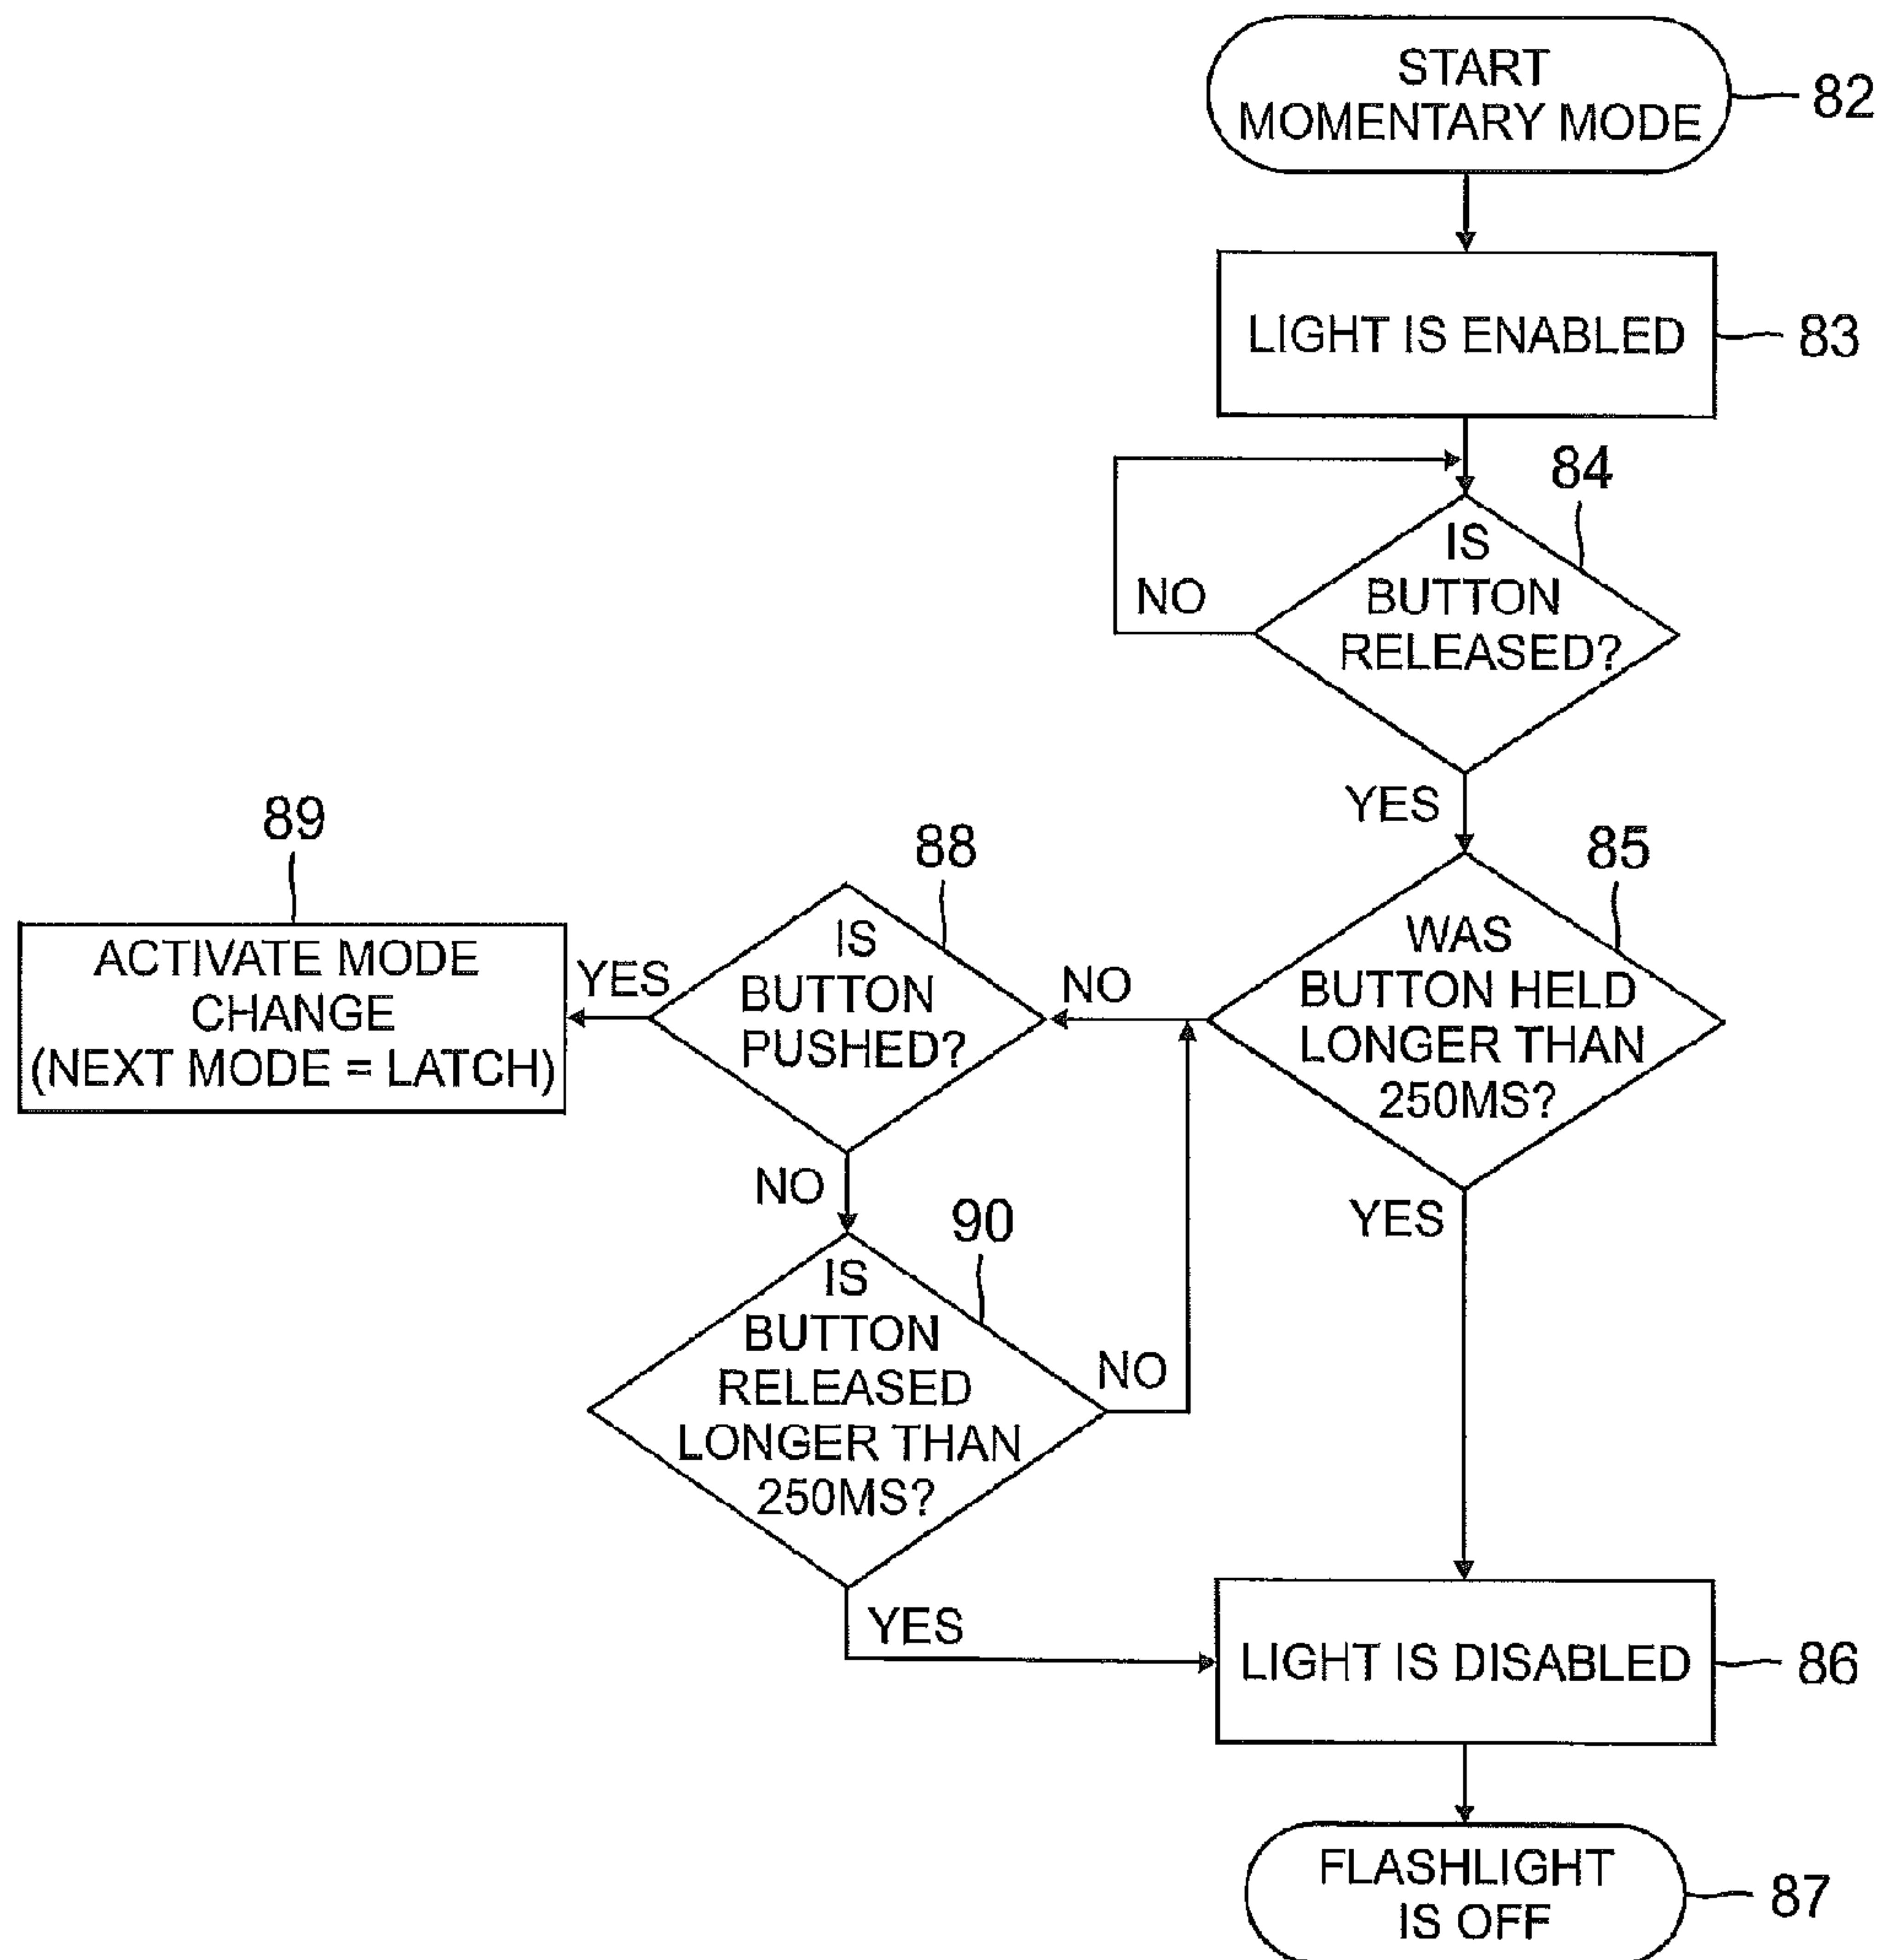 START
MOMENTARY MODE
82
LIGHT IS ENABLED
83
84
IS
BUTTON
RELEASED?
NO
YES
85
WAS
BUTTON HELD
LONGER THAN
250MS?
NO
YES
88
IS
BUTTON
PUSHED?
YES
NO
89
ACTIVATE MODE
CHANGE
(NEXT MODE = LATCH)
90
IS
BUTTON
RELEASED
LONGER THAN
250MS?
NO
YES
LIGHT IS DISABLED
86
FLASHLIGHT
IS OFF
87